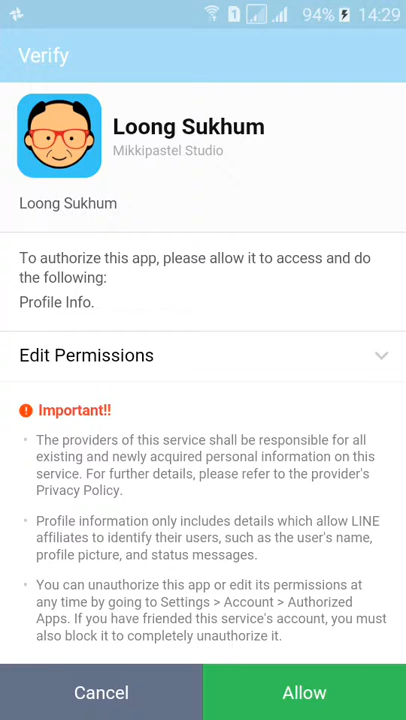 1 94% 14:29
Verify
Loong Sukhum
Mikkipastel Studio
Loong Sukhum
To authorize this app, please allow it to access and do
the following:
Profile Info.
Edit Permissions
Important!!
The providers of this service shall be responsible for all
existing and newly acquired personal information on this
service. For further details, please refer to the provider's
Privacy Policy.
Profile information only includes details which allow LINE
affiliates to identify their users, such as the user's name,
profile picture, and status messages.
You can unauthorize this app or edit its permissions at
any time by going to Settings > Account > Authorized
Apps. If you have friended this service's account, you must
also block it to completely unauthorize it.
Cancel Allow